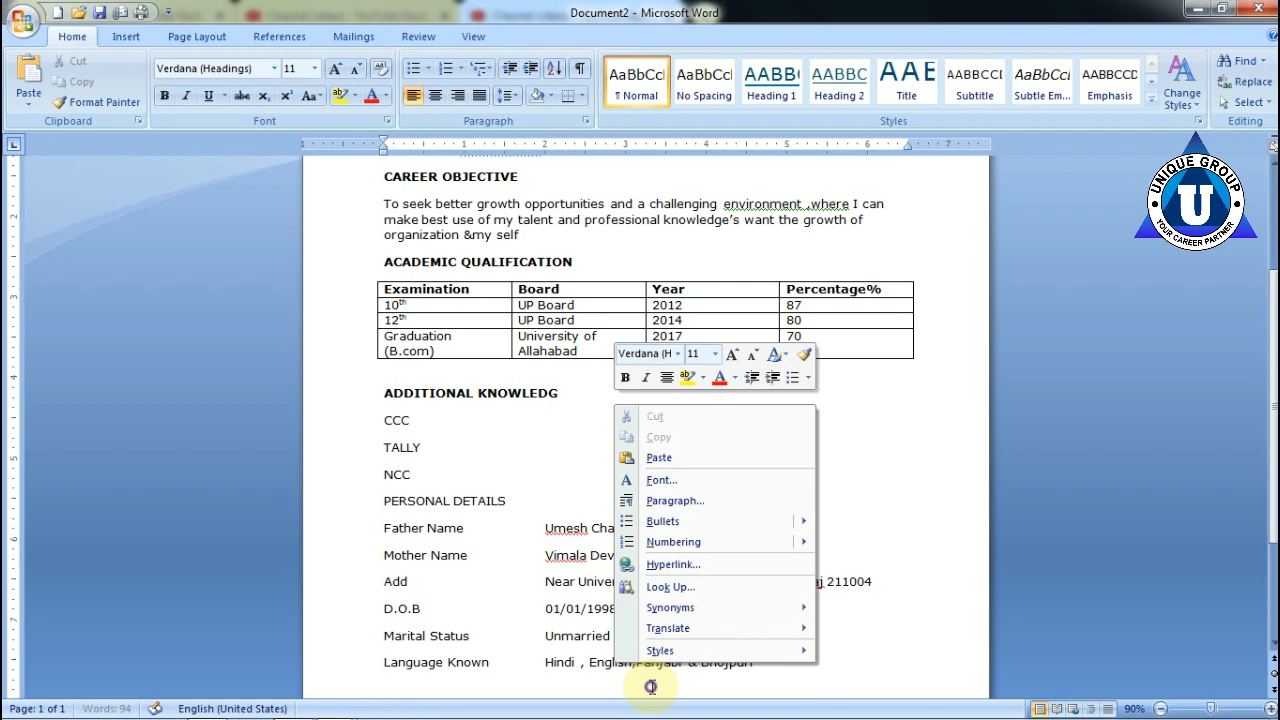 Document2 - Microsoft Word
Home Insert Page Layout References Mailings Review View
Paste
Cut
Copy
Format Painter
Clipboard
Verdana (Headings) 11
Font
Paragraph
AaBbCcI AaBbCcI AABB( AABBCC AAE AABBCCI AaBbCcI AABBCCD
¶ Normal No Spacing Heading 1 Heading 2 Title Subtitle Subtle Em... Emphasis
Change Styles
Styles
Find
Replace
Select
Editing
UNIQUE GROUP
U
YOUR CAREER PARTNER
CAREER OBJECTIVE
To seek better growth opportunities and a challenging environment ,where I can
make best use of my talent and professional knowledge's want the growth of
organization &my self
ACADEMIC QUALIFICATION
Examination Board Year Percentage%
10th UP Board 2012 87
12th UP Board 2014 80
Graduation University of 2017 70
(B.com) Allahabad
ADDITIONAL KNOWLEDG
CCC
TALLY
NCC
PERSONAL DETAILS
Father Name Umesh Cha
Mother Name Vimala Dev
Add Near Univer aj 211004
D.O.B 01/01/1998
Marital Status Unmarried
Language Known Hindi , English,Panjabi & Bhojpuri
Verdana (H 11
Cut
Copy
Paste
Font...
Paragraph...
Bullets
Numbering
Hyperlink...
Look Up...
Synonyms
Translate
Styles
Page: 1 of 1 Words: 94 English (United States) 90%